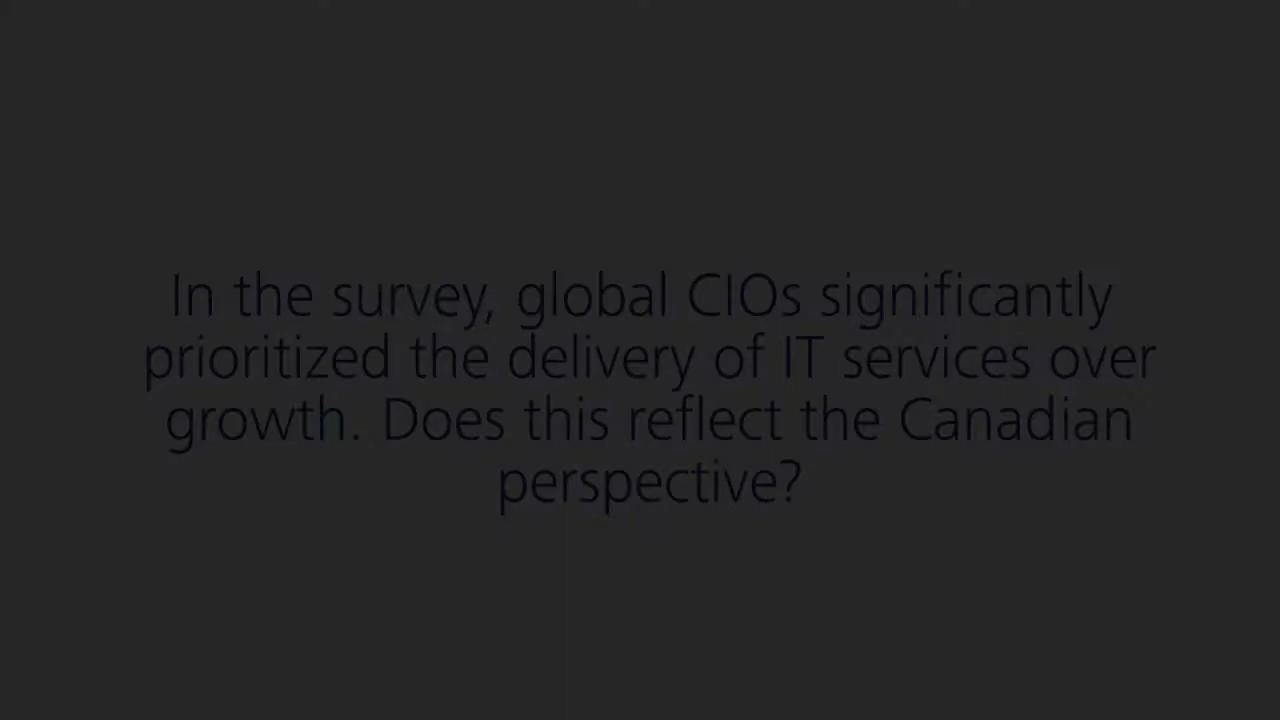 In the survey, global CIOs significantly
prioritized the delivery of IT services over
growth. Does this reflect the Canadian
perspective?